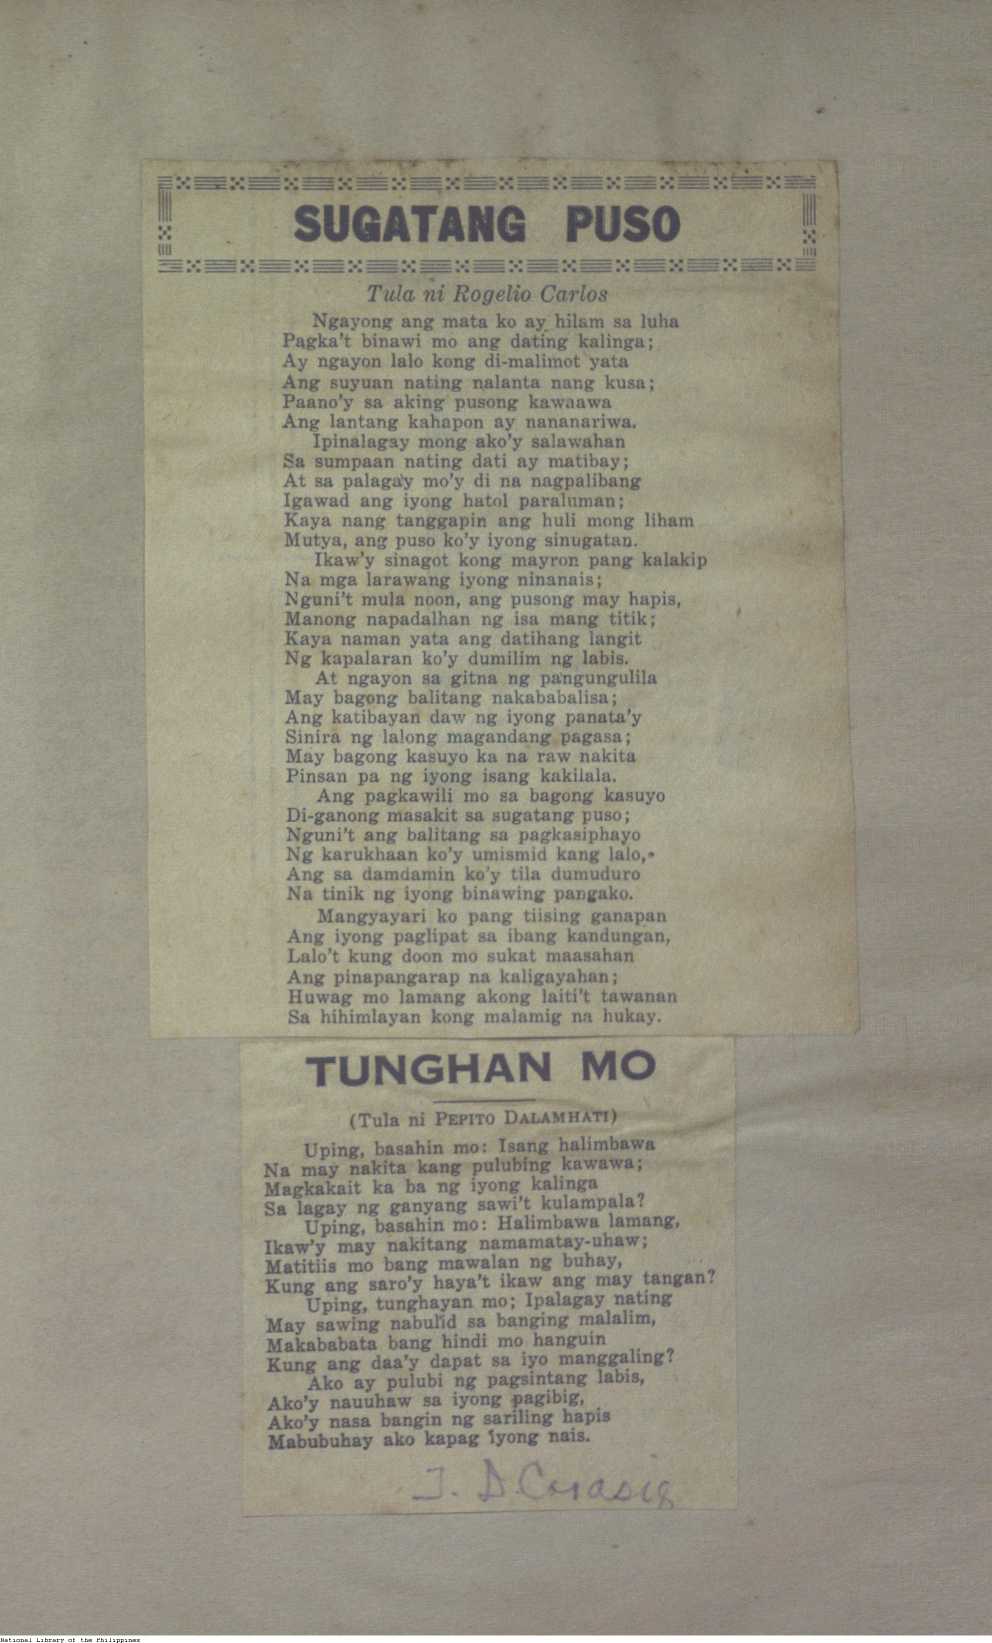 SUGATANG PUSO
Tula ni Rogelio Carlos
Ngayong ang mata ko ay hilam sa luha
Pagka't binawi mo ang dating kalinga;
Ay ngayon lalo kong di-malimot yata
Ang suyuan nating nalanta nang kusa;
Paano'y sa aking pusong kawaawa
Ang lantang kahapon ay nananariwa.
Ipinalagay mong ako'y salawahan
Sa sumpaan nating dati ay matibay;
At sa palagay mo'y di na nagpalibang
Igawad ang iyong hatol paraluman;
Kaya nang tanggapin ang huli mong liham
Mutya, ang puso ko'y iyong sinugatan.
Ikaw'y sinagot kong mayron pang kalakip
Na mga larawang iyong ninanais;
Nguni't mula noon, ang pusong may hapis,
Manong napadalhan ng isa mang titik;
Kaya naman yata ang datihang langit
Ng kapalaran ko'y dumilim ng labis.
At ngayon sa gitna ng pangungulila
May bagong balitang nakababalisa;
Ang katibayan daw ng iyong panata'y
Sinira ng lalong magandang pagasa;
May bagong kasuyo ka na raw nakita
Pinsan pa ng iyong isang kakilala.
Ang pagkawili mo sa bagong kasuyo
Di-ganong masakit sa sugatang puso;
Nguni't ang balitang sa pagkasiphayo
Ng karukhaan ko'y umismid kang lalo,
Ang sa damdamin ko'y tila dumuduro
Na tinik ng iyong binawing pangako.
Mangyayari ko pang tiising ganapan
Ang iyong paglipat sa ibang kandungan,
Lalo't kung doon mo sukat maasahan
Ang pinapangarap na kaligayahan;
Huwag mo lamang akong laiti't tawanan
Sa hihimlayan kong malamig na hukay.
TUNGHAN MO
(Tula ni PEPITO DALAMHATI)
Uping, basahin mo: Isang halimbawa
Na may nakita kang pulubing kawawa;
Magkakait ka ba ng iyong kalinga
Sa lagay ng ganyang sawi't kulampala?
Uping, basahin mo: Halimbawa lamang,
Ikaw'y may nakitang namamatay-uhaw;
Matitiis mo bang mawalan ng buhay,
Kung ang saro'y haya't ikaw ang may tangan?
Uping, tunghayan mo; Ipalagay nating
May sawing nabulid sa banging malalim,
Makababata bang hindi mo hanguin
Kung ang daa'y dapat sa iyo manggaling?
Ako ay pulubi ng pagsintang labis,
Ako'y nauuhaw sa iyong pagibig,
Ako'y nasa bangin ng sariling hapis
Mabubuhay ako kapag iyong nais.
J. D. Corasig
National Library of the Philippines